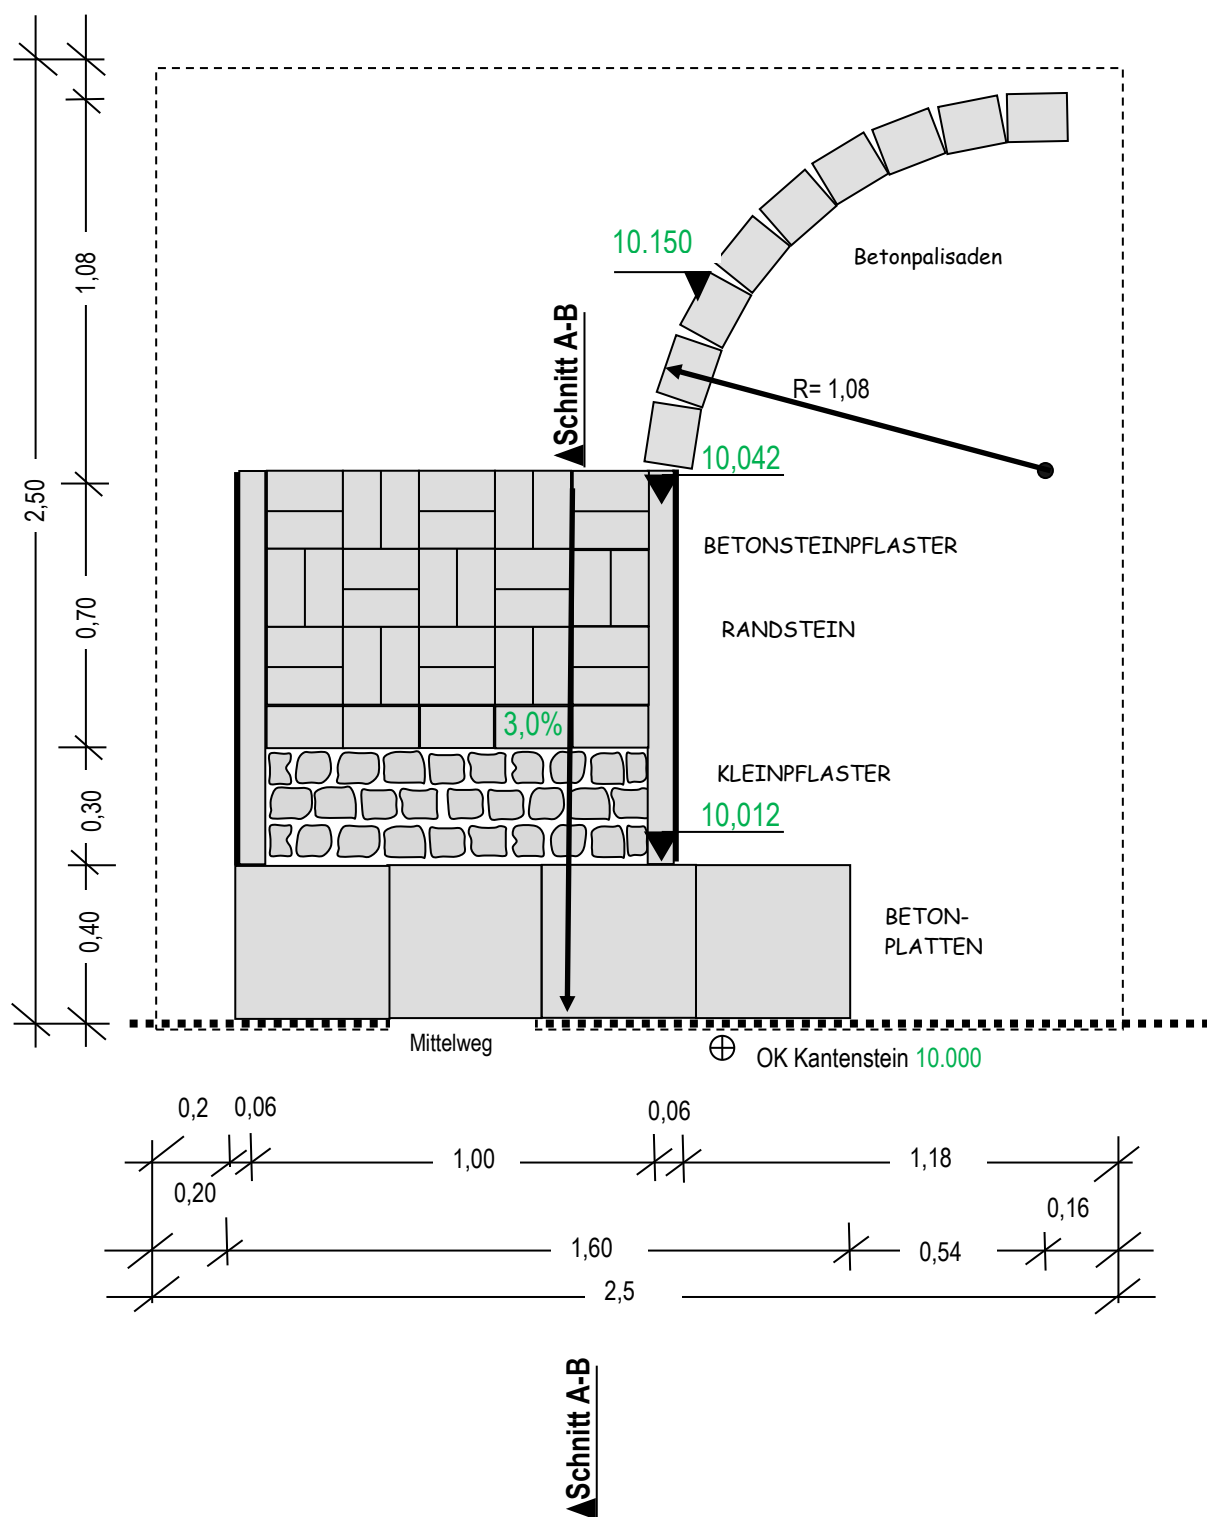 1,08
2,50
0,70
0,30
0,40
10.150
Betonpalisaden
Schnitt A-B
R= 1,08
10,042
BETONSTEINPFLASTER
RANDSTEIN
3,0%
KLEINPFLASTER
10,012
BETON-
PLATTEN
Mittelweg
OK Kantenstein 10.000
0,2 0,06 0,06
1,00 1,18
0,20 0,16
1,60 0,54
2,5
Schnitt A-B